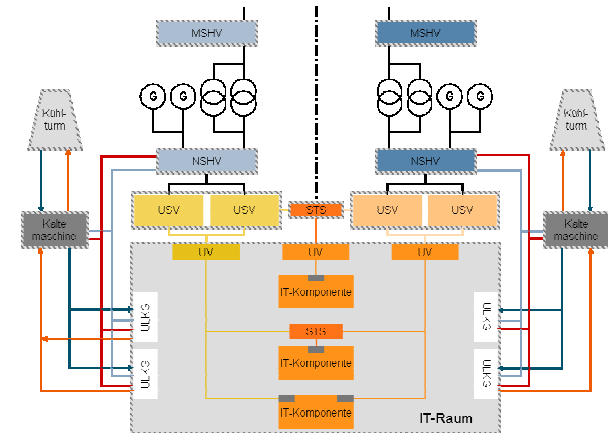 MSHV
MSHV
G
G
G
G
Kühl-
turm
Kühl-
turm
NSHV
NSHV
USV
USV
STS
USV
USV
Kälte
maschine
Kälte
maschine
UV
UV
UV
IT-Komponente
ULKG
ULKG
STS
IT-Komponente
ULKG
ULKG
IT-Komponente
IT-Raum